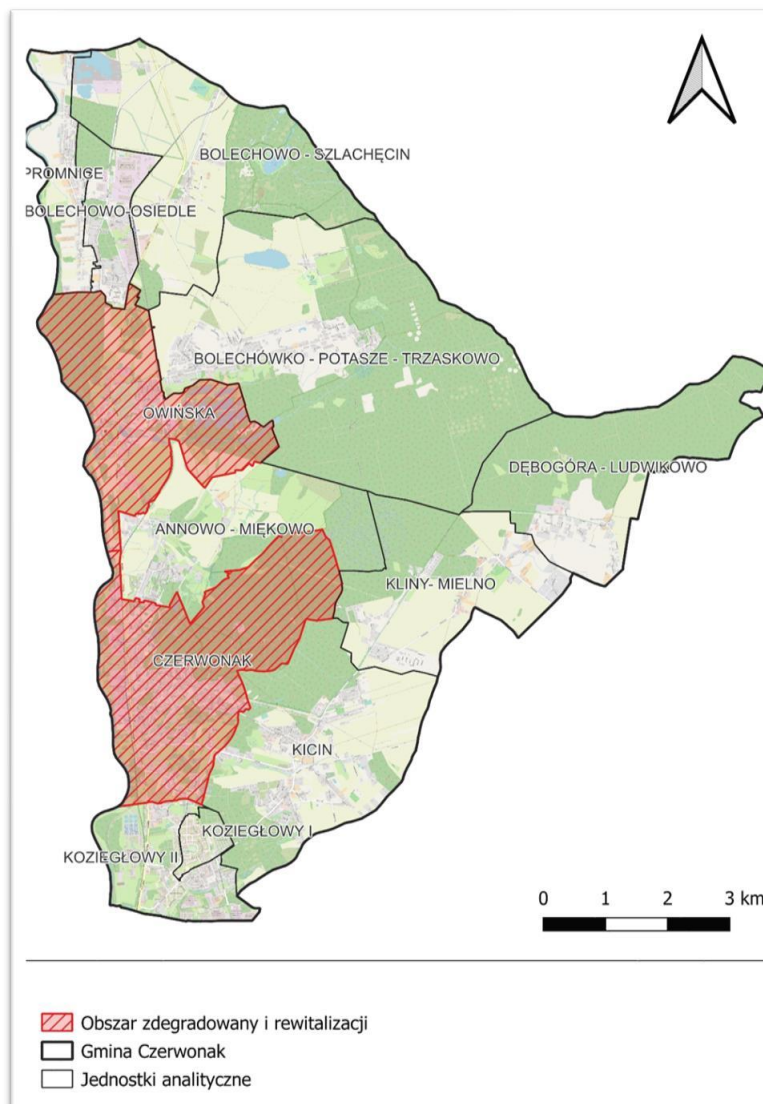 BOLECHOWO - SZLACHĘCIN
PROMNICE
BOLECHOWO-OSIEDLE
BOLECHÓWKO - POTASZE - TRZASKOWO
OWIŃSKA
DĘBOGÓRA - LUDWIKOWO
ANNOWO - MIĘKOWO
KLINY- MIELNO
CZERWONAK
KICIN
KOZIEGŁOWY I
KOZIEGŁOWY II
0 1 2 3 km
Obszar zdegradowany i rewitalizacji
Gmina Czerwonak
Jednostki analityczne